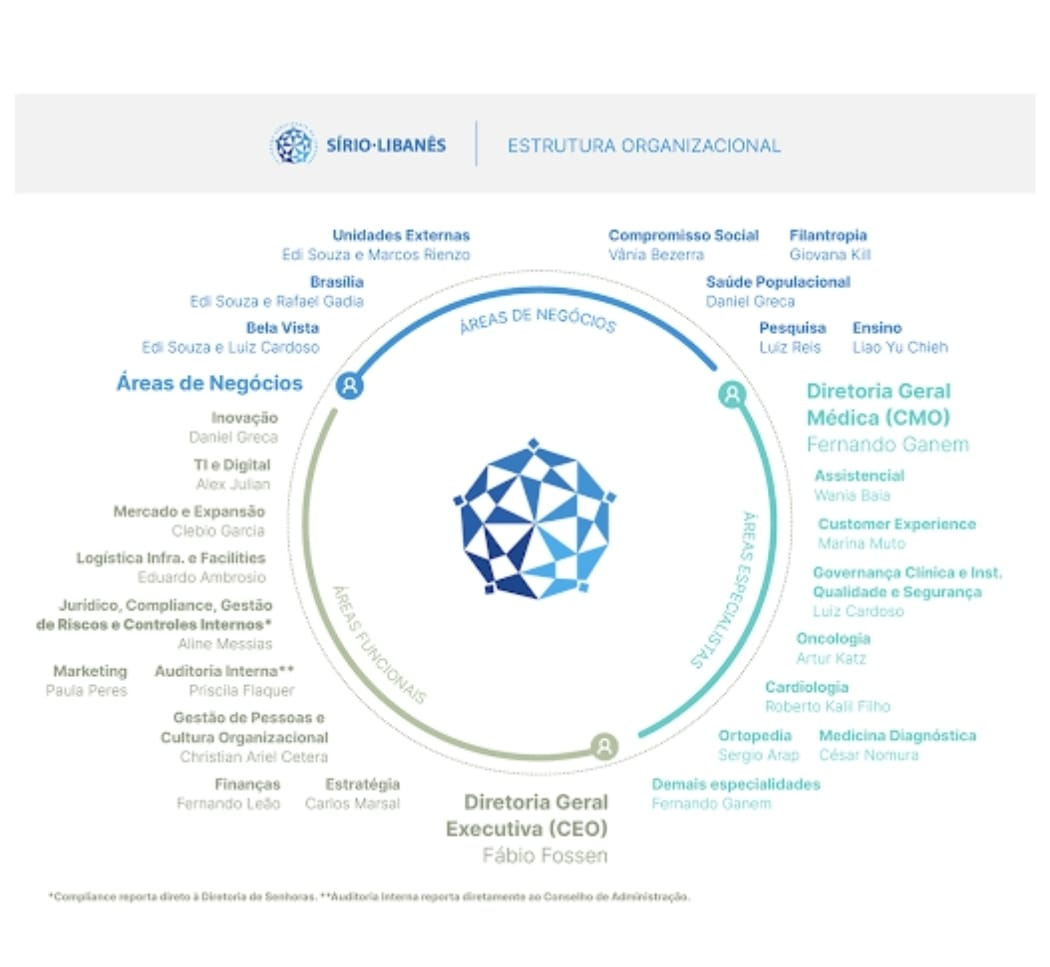 SÍRIO·LIBANÊS
ESTRUTURA ORGANIZACIONAL
Unidades Externas
Edi Souza e Marcos Rienzo
Brasília
Edi Souza e Rafael Gadia
Bela Vista
Edi Souza e Luiz Cardoso
Áreas de Negócios
Compromisso Social
Vânia Bezerra
Filantropia
Giovana Kill
Saúde Populacional
Daniel Greca
Pesquisa
Luiz Reis
Ensino
Liao Yu Chieh
ÁREAS DE NEGÓCIOS
Diretoria Geral
Médica (CMO)
Fernando Ganem
Assistencial
Wania Baia
Customer Experience
Marina Muto
Governança Clínica e Inst.
Qualidade e Segurança
Luiz Cardoso
Oncologia
Artur Katz
Cardiologia
Roberto Kalil Filho
Ortopedia
Sergio Arap
Medicina Diagnóstica
César Nomura
Demais especialidades
Fernando Ganem
ÁREAS ESPECIALISTAS
Inovação
Daniel Greca
TI e Digital
Alex Julian
Mercado e Expansão
Clebio Garcia
Logística Infra. e Facilities
Eduardo Ambrosio
Jurídico, Compliance, Gestão
de Riscos e Controles Internos*
Aline Messias
Marketing
Paula Peres
Auditoria Interna**
Priscila Flaquer
Gestão de Pessoas e
Cultura Organizacional
Christian Ariel Cetera
Finanças
Fernando Leão
Estratégia
Carlos Marsal
ÁREAS FUNCIONAIS
Diretoria Geral
Executiva (CEO)
Fábio Fossen
*Compliance reporta direto à Diretoria de Senhoras. **Auditoria Interna reporta diretamente ao Conselho de Administração.